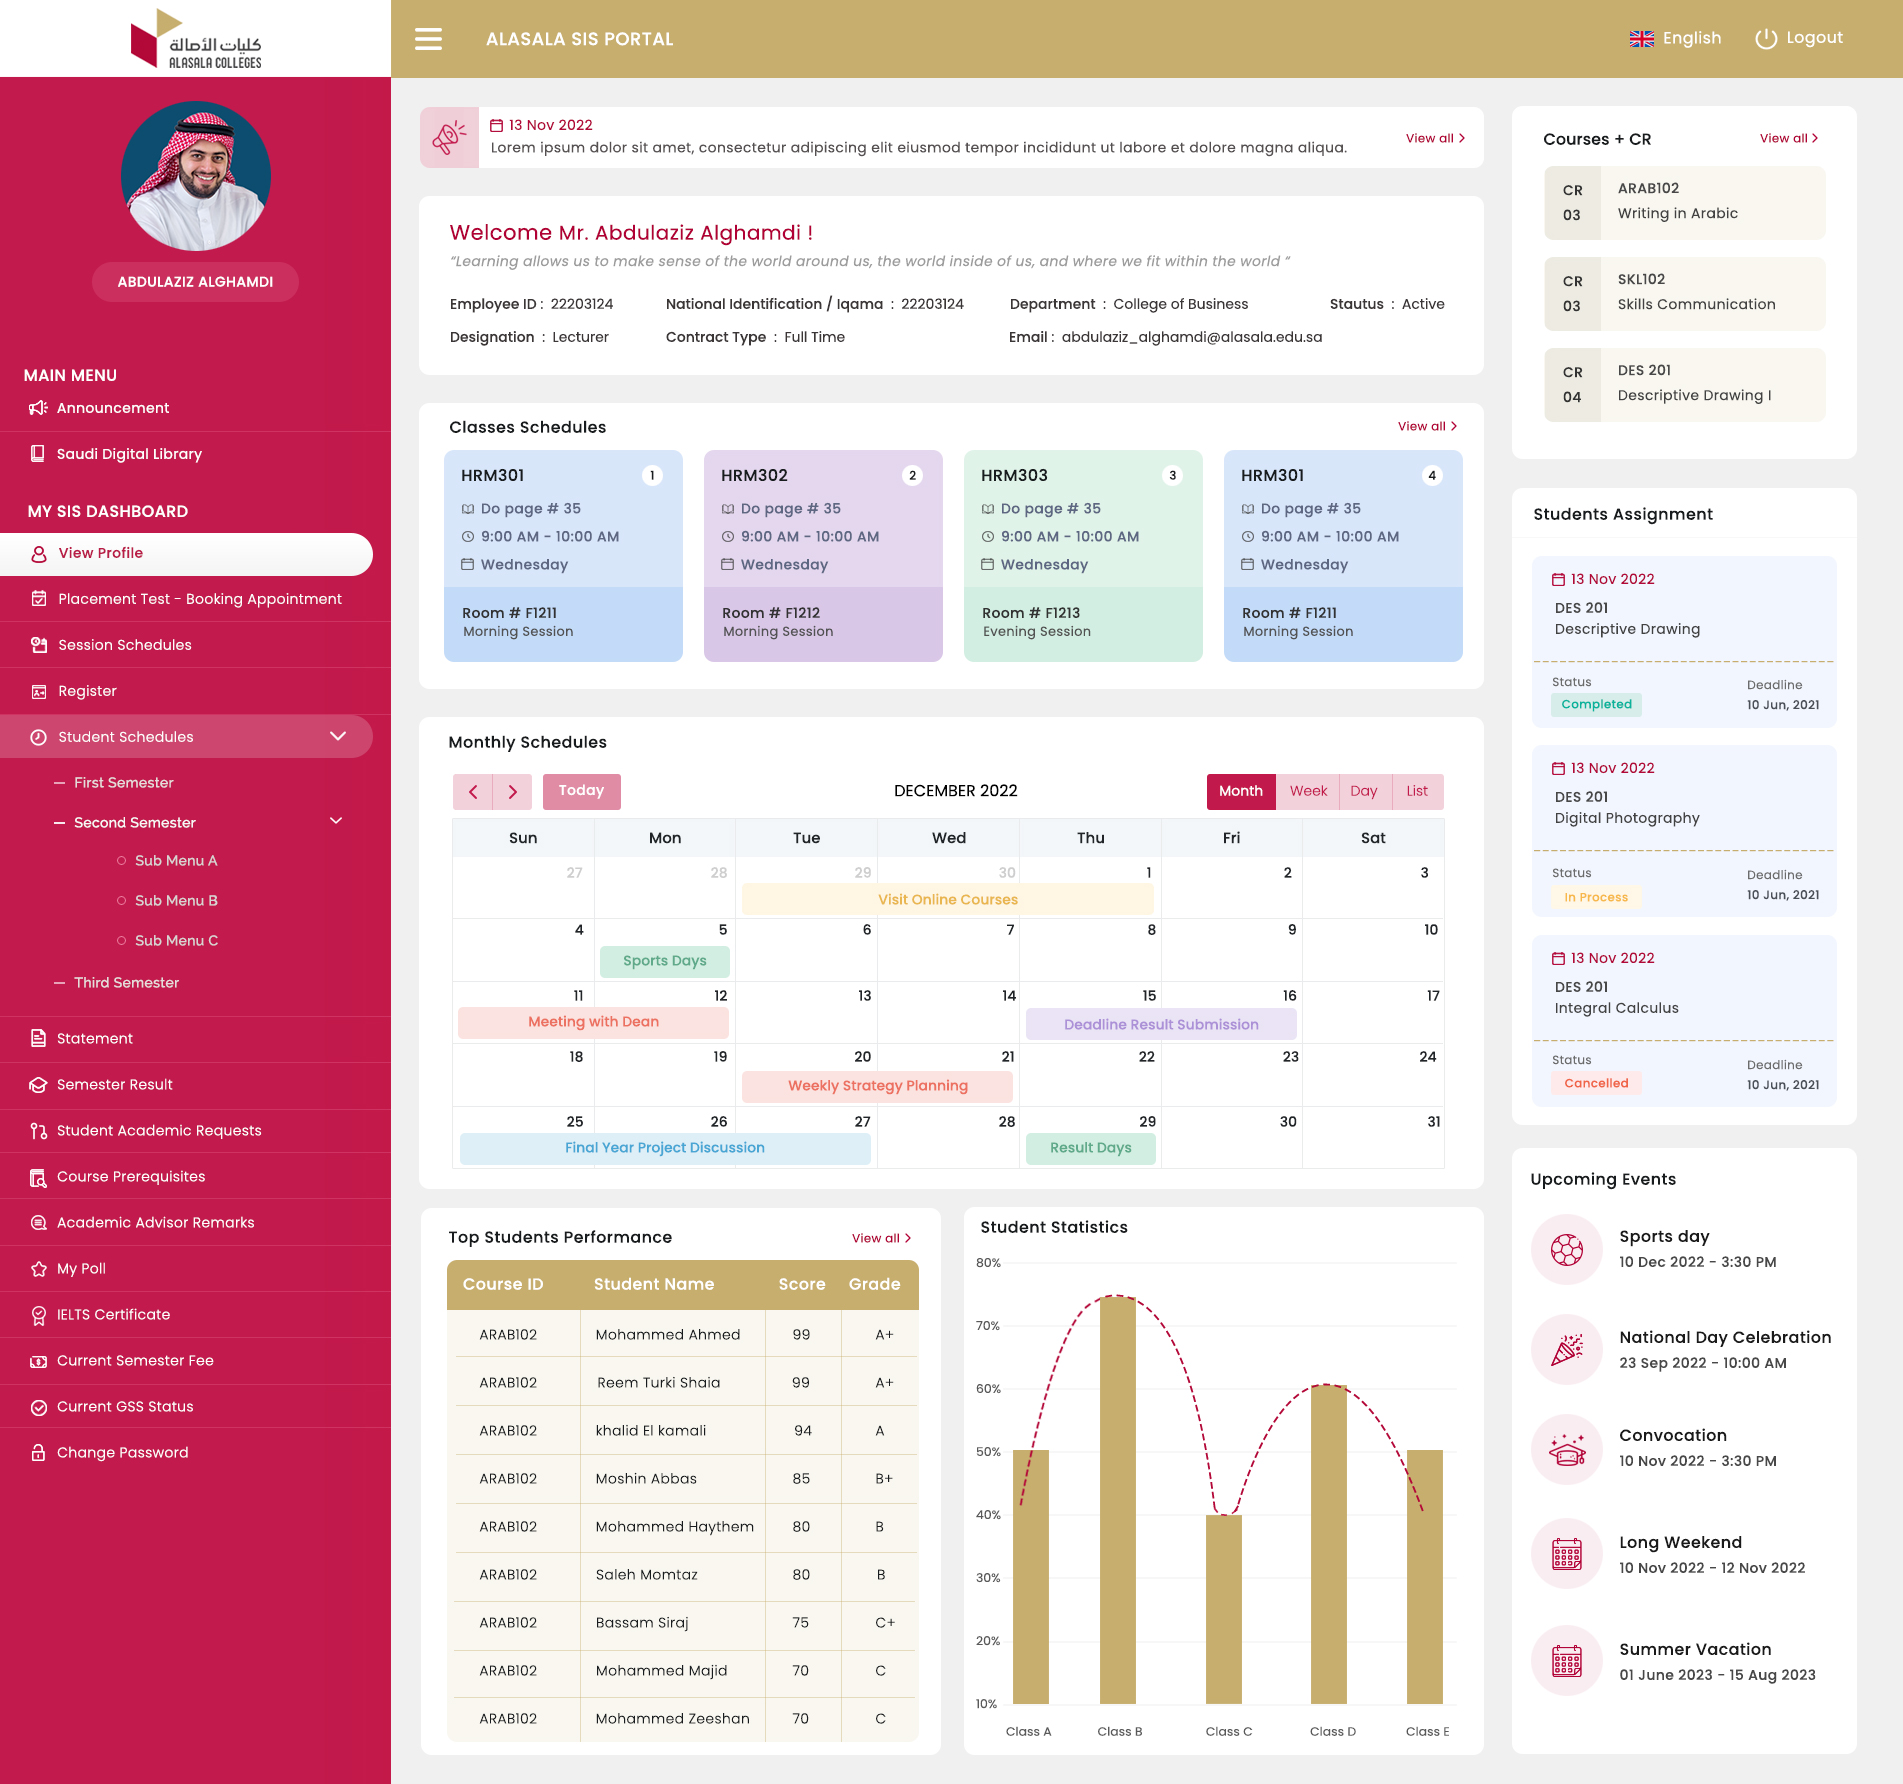 كليات الأصالة
ALASALA COLLEGES
ALASALA SIS PORTAL
English
Logout
ABDULAZIZ ALGHAMDI
MAIN MENU
Announcement
Saudi Digital Library
MY SIS DASHBOARD
View Profile
Placement Test - Booking Appointment
Session Schedules
Register
Student Schedules
First Semester
Second Semester
Sub Menu A
Sub Menu B
Sub Menu C
Third Semester
Statement
Semester Result
Student Academic Requests
Course Prerequisites
Academic Advisor Remarks
My Poll
IELTS Certificate
Current Semester Fee
Current GSS Status
Change Password
13 Nov 2022
Lorem ipsum dolor sit amet, consectetur adipiscing elit eiusmod tempor incididunt ut labore et dolore magna aliqua.
View all
Welcome Mr. Abdulaziz Alghamdi !
“Learning allows us to make sense of the world around us, the world inside of us, and where we fit within the world “
Employee ID : 22203124 National Identification / Iqama : 22203124 Department : College of Business Stautus : Active
Designation : Lecturer Contract Type : Full Time Email : abdulaziz_alghamdi@alasala.edu.sa
Classes Schedules View all
HRM301 1
Do page # 35
9:00 AM - 10:00 AM
Wednesday
Room # F1211
Morning Session
HRM302 2
Do page # 35
9:00 AM - 10:00 AM
Wednesday
Room # F1212
Morning Session
HRM303 3
Do page # 35
9:00 AM - 10:00 AM
Wednesday
Room # F1213
Evening Session
HRM301 4
Do page # 35
9:00 AM - 10:00 AM
Wednesday
Room # F1211
Morning Session
Monthly Schedules
Today DECEMBER 2022 Month Week Day List
Sun Mon Tue Wed Thu Fri Sat
27 28 29 30 1 2 3
Visit Online Courses
4 5 6 7 8 9 10
Sports Days
11 12 13 14 15 16 17
Meeting with Dean Deadline Result Submission
18 19 20 21 22 23 24
Weekly Strategy Planning
25 26 27 28 29 30 31
Final Year Project Discussion Result Days
Top Students Performance View all
Course ID Student Name Score Grade
ARAB102 Mohammed Ahmed 99 A+
ARAB102 Reem Turki Shaia 99 A+
ARAB102 khalid El kamali 94 A
ARAB102 Moshin Abbas 85 B+
ARAB102 Mohammed Haythem 80 B
ARAB102 Saleh Momtaz 80 B
ARAB102 Bassam Siraj 75 C+
ARAB102 Mohammed Majid 70 C
ARAB102 Mohammed Zeeshan 70 C
Student Statistics
80%
70%
60%
50%
40%
30%
20%
10%
Class A Class B Class C Class D Class E
Courses + CR View all
CR 03
ARAB102
Writing in Arabic
CR 03
SKL102
Skills Communication
CR 04
DES 201
Descriptive Drawing I
Students Assignment
13 Nov 2022
DES 201
Descriptive Drawing
Status Deadline
Completed 10 Jun, 2021
13 Nov 2022
DES 201
Digital Photography
Status Deadline
In Process 10 Jun, 2021
13 Nov 2022
DES 201
Integral Calculus
Status Deadline
Cancelled 10 Jun, 2021
Upcoming Events
Sports day
10 Dec 2022 - 3:30 PM
National Day Celebration
23 Sep 2022 - 10:00 AM
Convocation
10 Nov 2022 - 3:30 PM
Long Weekend
10 Nov 2022 - 12 Nov 2022
Summer Vacation
01 June 2023 - 15 Aug 2023